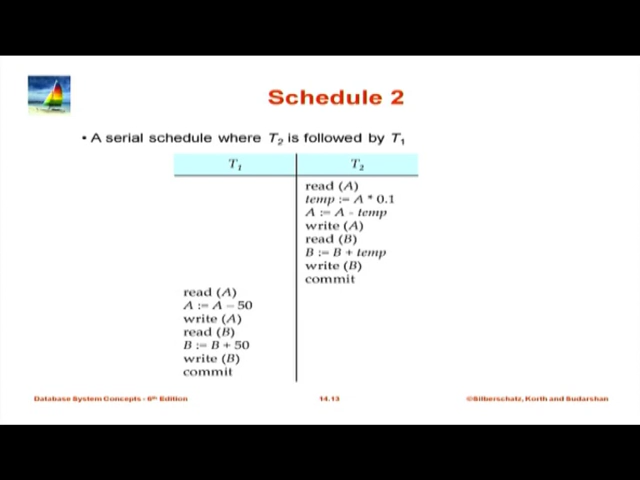 Schedule 2
• A serial schedule where T2 is followed by T1
T1 T2
read (A)
temp := A * 0.1
A := A - temp
write (A)
read (B)
B := B + temp
write (B)
commit
read (A)
A := A – 50
write (A)
read (B)
B := B + 50
write (B)
commit
Database System Concepts - 6th Edition 14.13 ©Silberschatz, Korth and Sudarshan